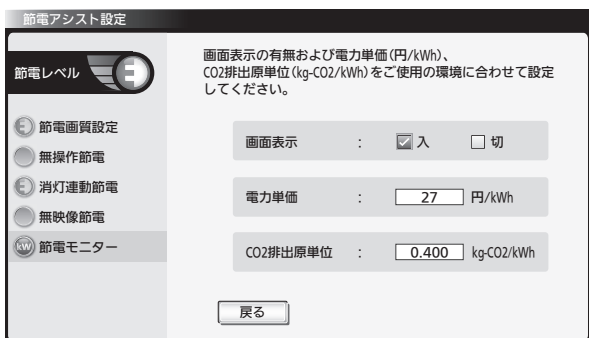 節電アシスト設定
節電レベル
節電画質設定
無操作節電
消灯連動節電
無映像節電
kW 節電モニター
画面表示の有無および電力単価(円/kWh)、
CO2排出原単位(kg-CO2/kWh)をご使用の環境に合わせて設定
してください。
画面表示 : 入 切
電力単価 : 27 円/kWh
CO2排出原単位 : 0.400 kg-CO2/kWh
戻る